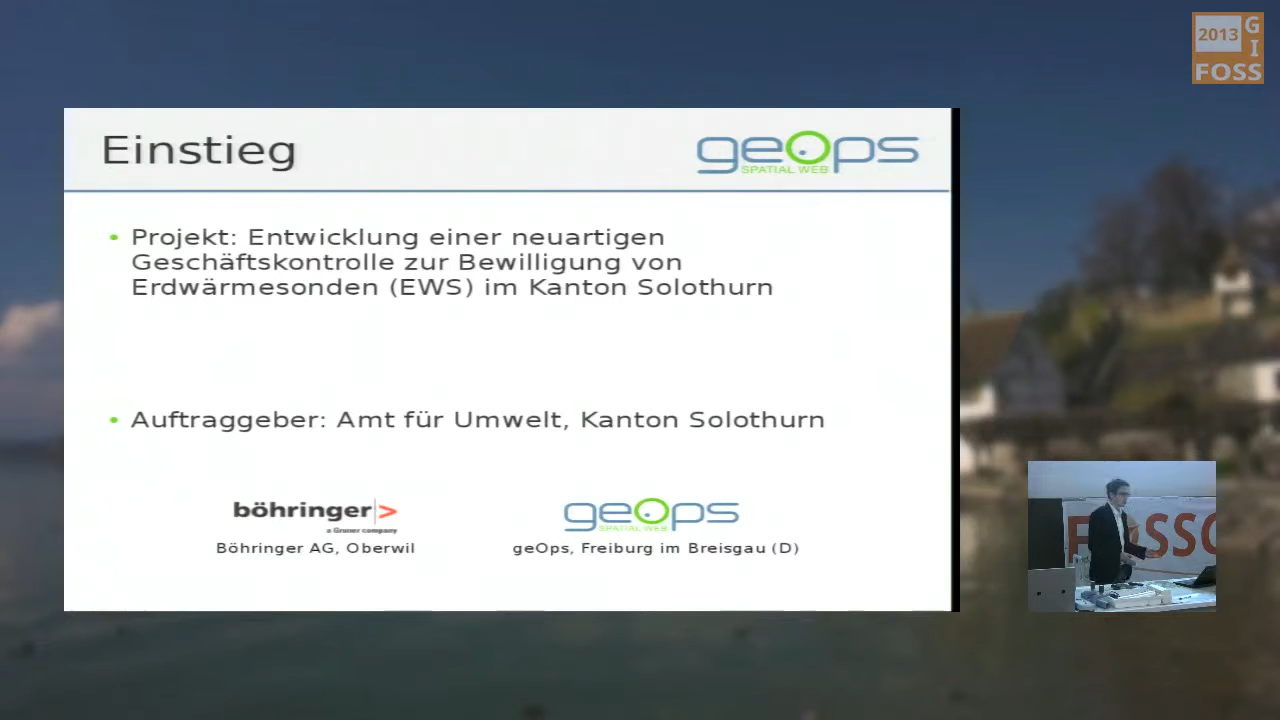 2013
G
I
FOSS
Einstieg
geOps
SPATIAL WEB
• Projekt: Entwicklung einer neuartigen
Geschäftskontrolle zur Bewilligung von
Erdwärmesonden (EWS) im Kanton Solothurn
• Auftraggeber: Amt für Umwelt, Kanton Solothurn
böhringer
a Gruner company
geOps
SPATIAL WEB
Böhringer AG, Oberwil
geOps, Freiburg im Breisgau (D)
FOSSG